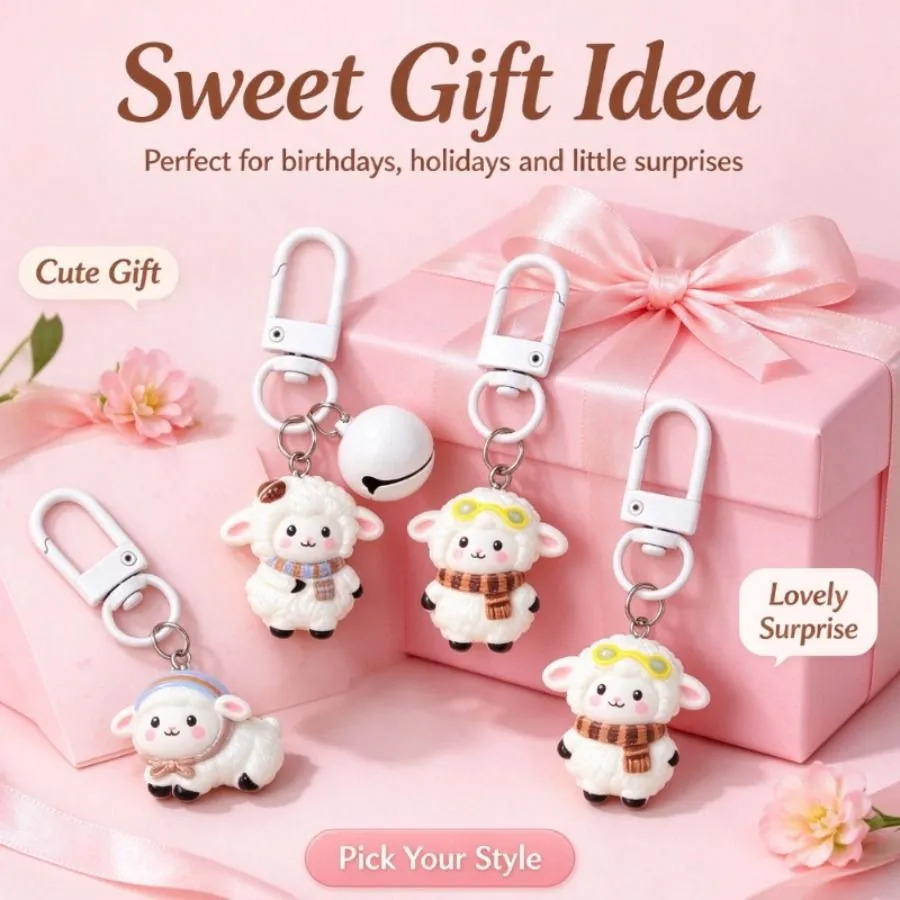 Sweet Gift Idea
Perfect for birthdays, holidays and little surprises
Cute Gift
Lovely
Surprise
Pick Your Style